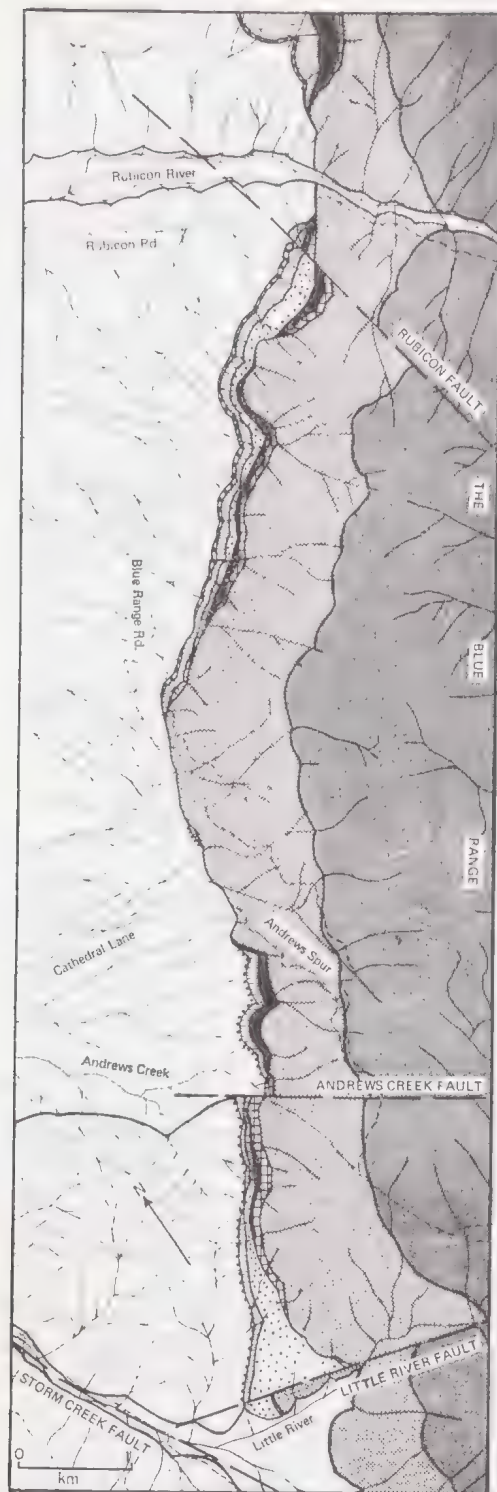 Rubicon River
Rubicon Rd.
RUBICON FAULT
THE
BLUE
RANGE
Blue Range Rd.
Andrews Spur
Cathedral Lane
Andrews Creek
ANDREWS CREEK FAULT
N
STORM CREEK FAULT
LITTLE RIVER FAULT
Little River
0
km